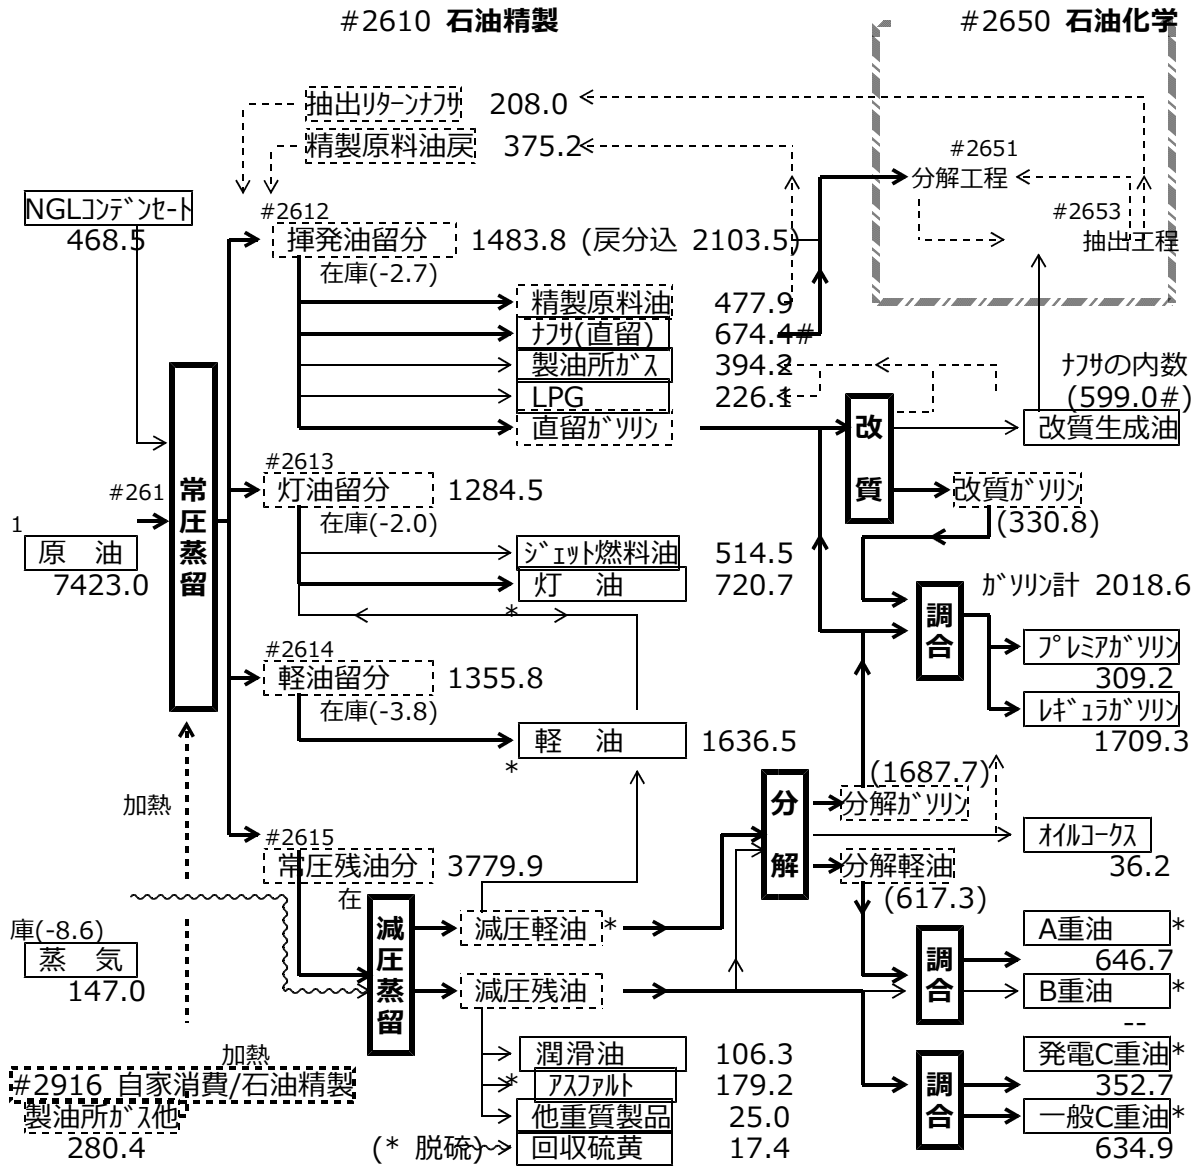 #2610 石油精製
#2650 石油化学
抽出ﾘﾀｰﾝﾅﾌｻ 208.0
精製原料油戻 375.2
#2651
分解工程
NGLｺﾝﾃﾞﾝｾｰﾄ
468.5
#2612
揮発油留分 1483.8 (戻分込 2103.5)
在庫(-2.7)
#2653
抽出工程
精製原料油 477.9
ﾅﾌｻ(直留) 674.4#
製油所ｶﾞｽ 394.2
LPG 226.1
直留ｶﾞｿﾘﾝ
ﾅﾌｻの内数
(599.0#)
改質生成油
改質
改質ｶﾞｿﾘﾝ
(330.8)
#2613
灯油留分 1284.5
在庫(-2.0)
#261
1
原 油
7423.0
常圧蒸留
ｼﾞｪｯﾄ燃料油 514.5
灯 油 720.7
*
ｶﾞｿﾘﾝ計 2018.6
調合
ﾌﾟﾚﾐｱｶﾞｿﾘﾝ
309.2
ﾚｷﾞｭﾗｶﾞｿﾘﾝ
1709.3
#2614
軽油留分 1355.8
在庫(-3.8)
軽 油 1636.5
*
加熱
分解
(1687.7)
分解ｶﾞｿﾘﾝ
ｵｲﾙｺｰｸｽ
36.2
分解軽油
(617.3)
#2615
常圧残油分 3779.9
在
庫(-8.6)
蒸 気
147.0
減圧蒸留
減圧軽油 *
減圧残油
調合
A重油 *
646.7
B重油 *
--
調合
発電C重油*
352.7
一般C重油*
634.9
潤滑油 106.3
* ｱｽﾌｧﾙﾄ 179.2
他重質製品 25.0
(* 脱硫) 回収硫黄 17.4
加熱
#2916 自家消費/石油精製
製油所ｶﾞｽ他
280.4